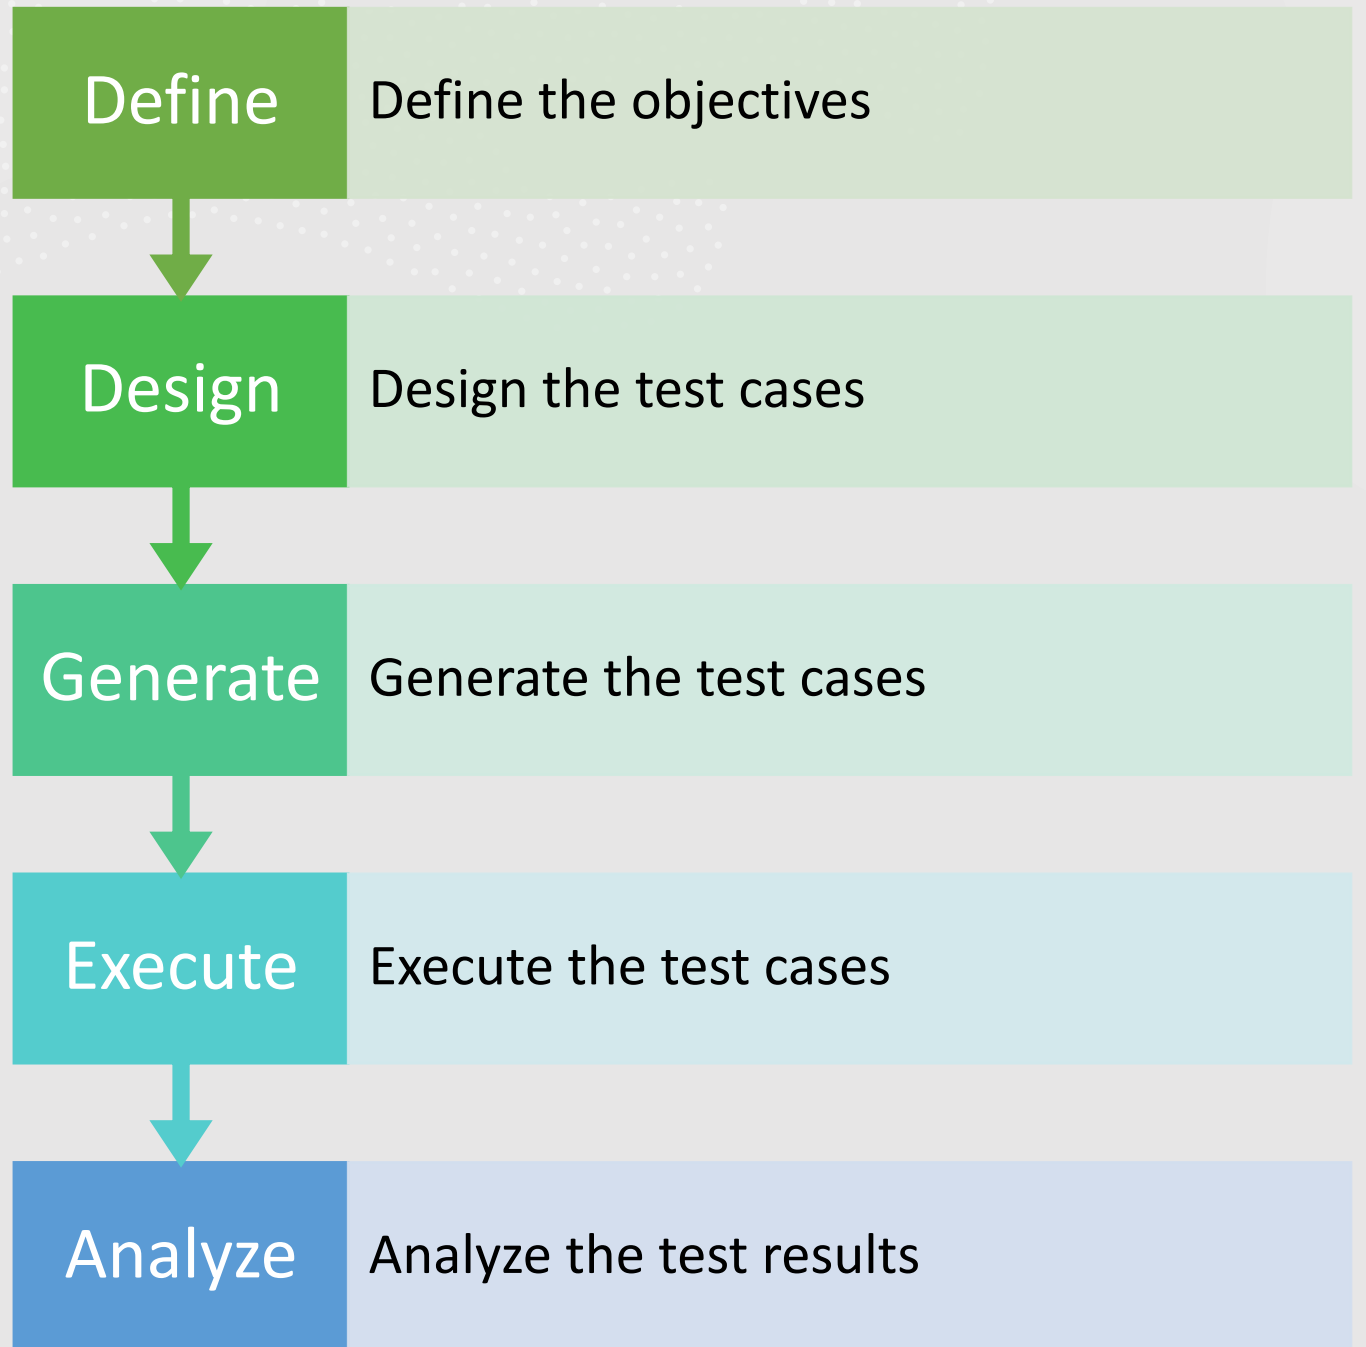 Define
Define the objectives
Design
Design the test cases
Generate
Generate the test cases
Execute
Execute the test cases
Analyze
Analyze the test results